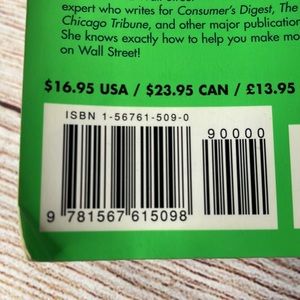 expert who writes for Consumer's Digest, The
Chicago Tribune, and other major publication
She knows exactly how to help you make mo
on Wall Street!
$16.95 USA / $23.95 CAN / £13.95
ISBN 1-56761-509-0
90000
9 781567 615098